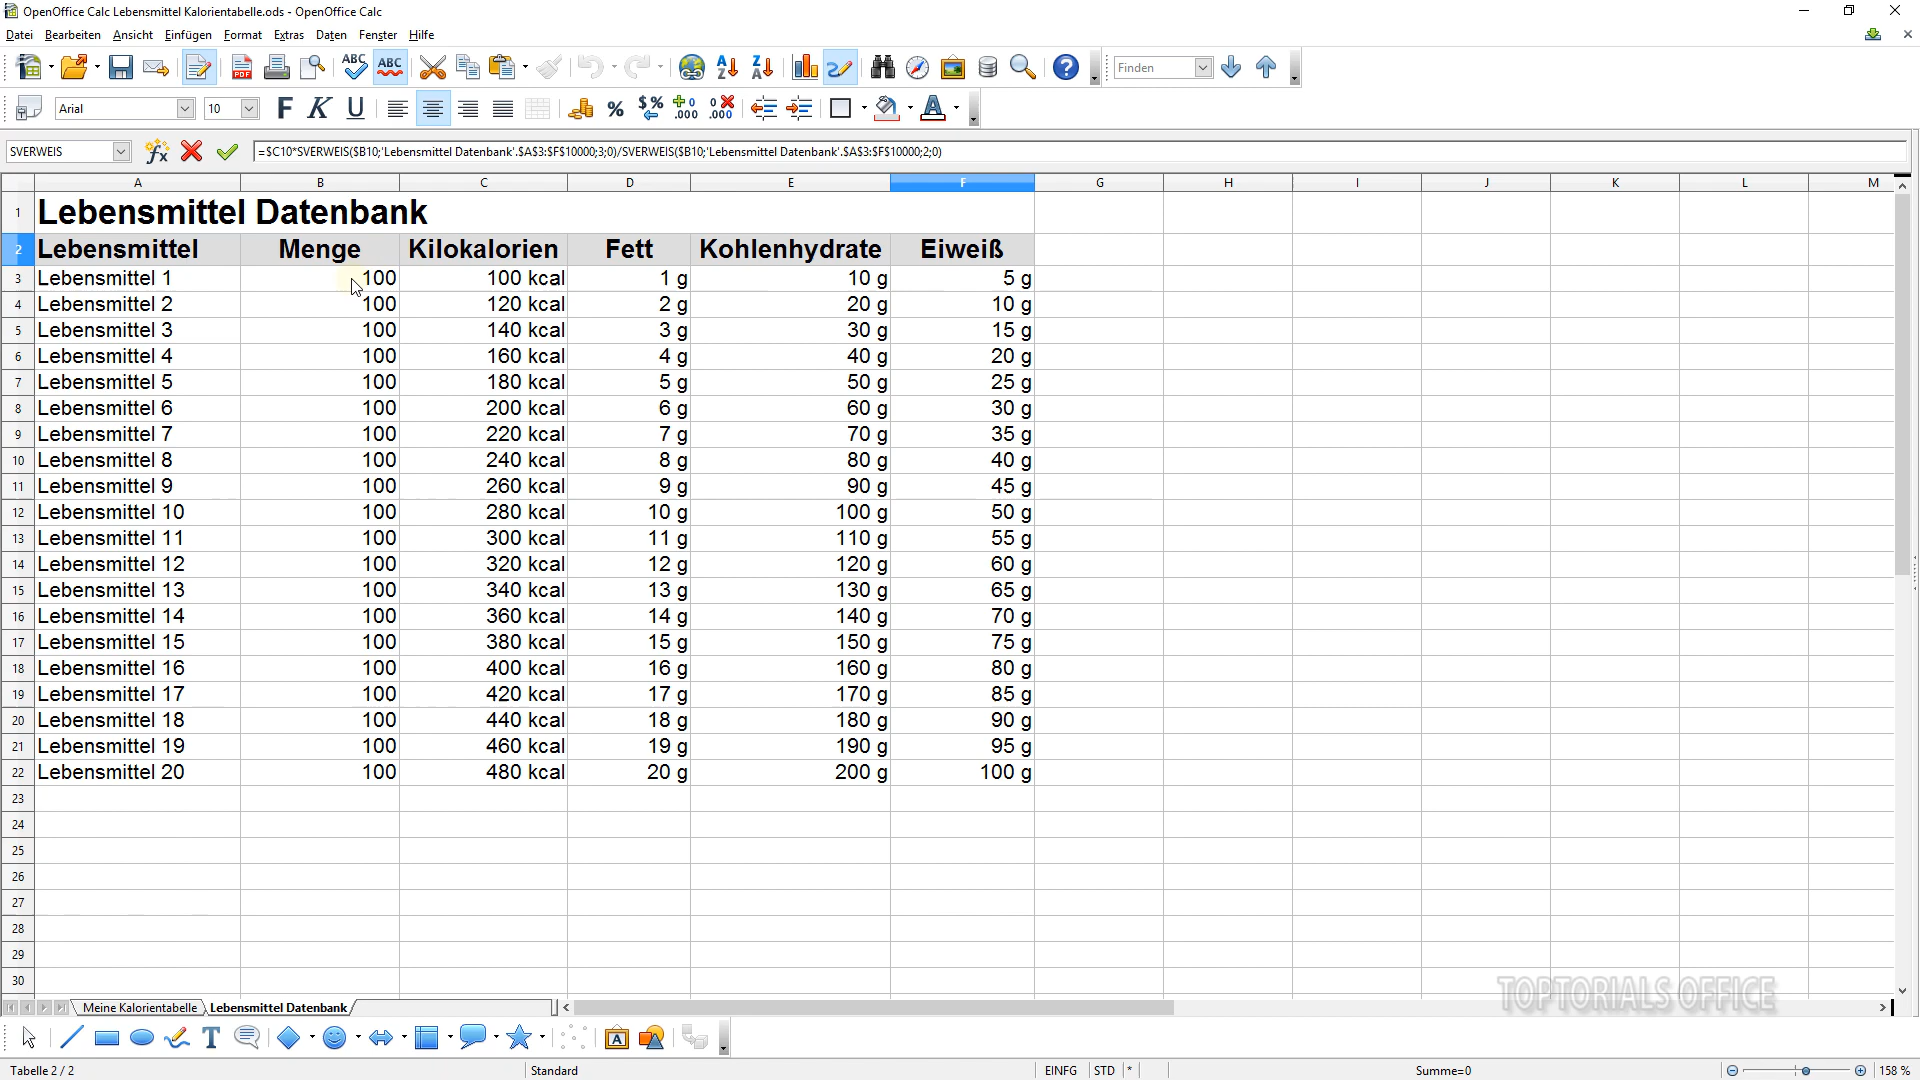 OpenOffice Calc Lebensmittel Kalorientabelle.ods - OpenOffice Calc
Datei Bearbeiten Ansicht Einfügen Format Extras Daten Fenster Hilfe
PDF ABC ABC A Z Z A Finden
Arial 10 F K U % $% .000 0 .000 A
SVERWEIS fx =$C10*SVERWEIS($B10;'Lebensmittel Datenbank'.$A$3:$F$10000;3;0)/SVERWEIS($B10;'Lebensmittel Datenbank'.$A$3:$F$10000;2;0)
A B C D E F G H I J K L M
1 Lebensmittel Datenbank
2 Lebensmittel Menge Kilokalorien Fett Kohlenhydrate Eiweiß
3 Lebensmittel 1 100 100 kcal 1 g 10 g 5 g
4 Lebensmittel 2 100 120 kcal 2 g 20 g 10 g
5 Lebensmittel 3 100 140 kcal 3 g 30 g 15 g
6 Lebensmittel 4 100 160 kcal 4 g 40 g 20 g
7 Lebensmittel 5 100 180 kcal 5 g 50 g 25 g
8 Lebensmittel 6 100 200 kcal 6 g 60 g 30 g
9 Lebensmittel 7 100 220 kcal 7 g 70 g 35 g
10 Lebensmittel 8 100 240 kcal 8 g 80 g 40 g
11 Lebensmittel 9 100 260 kcal 9 g 90 g 45 g
12 Lebensmittel 10 100 280 kcal 10 g 100 g 50 g
13 Lebensmittel 11 100 300 kcal 11 g 110 g 55 g
14 Lebensmittel 12 100 320 kcal 12 g 120 g 60 g
15 Lebensmittel 13 100 340 kcal 13 g 130 g 65 g
16 Lebensmittel 14 100 360 kcal 14 g 140 g 70 g
17 Lebensmittel 15 100 380 kcal 15 g 150 g 75 g
18 Lebensmittel 16 100 400 kcal 16 g 160 g 80 g
19 Lebensmittel 17 100 420 kcal 17 g 170 g 85 g
20 Lebensmittel 18 100 440 kcal 18 g 180 g 90 g
21 Lebensmittel 19 100 460 kcal 19 g 190 g 95 g
22 Lebensmittel 20 100 480 kcal 20 g 200 g 100 g
23
24
25
26
27
28
29
30
TOPTORIALS OFFICE
Meine Kalorientabelle Lebensmittel Datenbank
T A
Tabelle 2 / 2 Standard EINFG STD * Summe=0 158 %